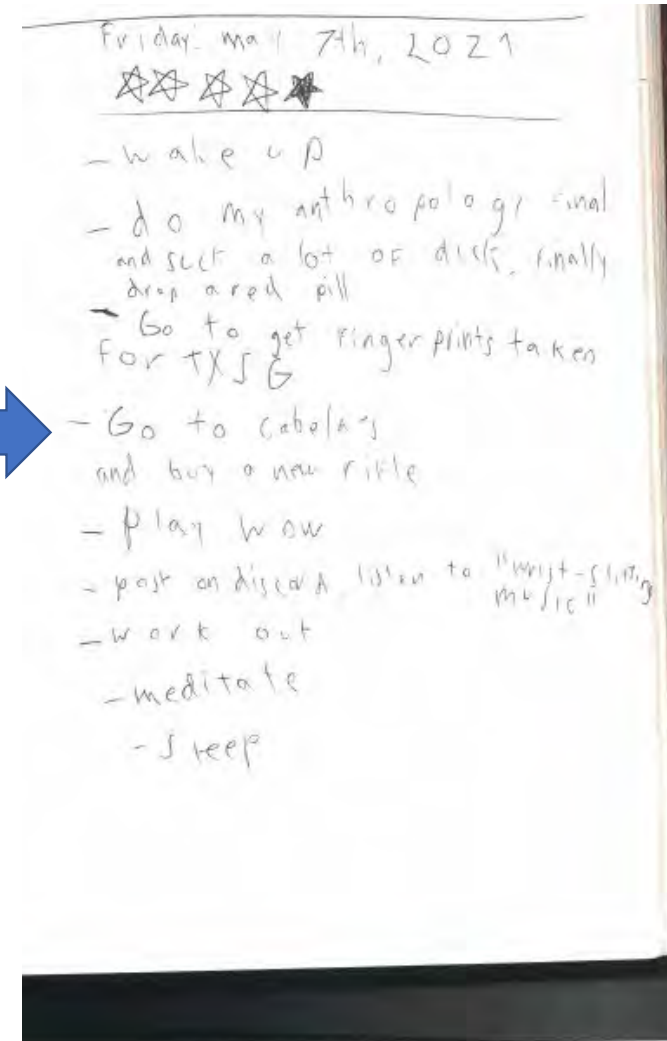 Friday: may 7th, 2021
- wake up
- do my anthropology final
and suck a lot of dick, finally
drop a red pill
- Go to get fingerprints taken
for TXSG
- Go to cabela's
and buy a new rifle
- play wow
- post on discord, listen to "wrist-slitting
music"
- work out
- meditate
- sleep